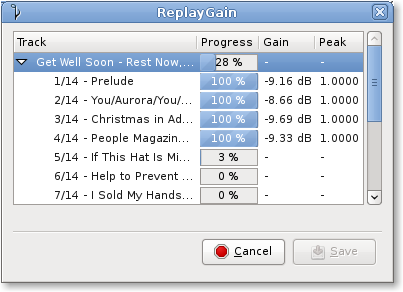 ReplayGain
Track Progress Gain Peak
Get Well Soon - Rest Now,... 28 % - -
1/14 - Prelude 100 % -9.16 dB 1.0000
2/14 - You/Aurora/You/... 100 % -8.66 dB 1.0000
3/14 - Christmas in Ad... 100 % -9.69 dB 1.0000
4/14 - People Magazin... 100 % -9.33 dB 1.0000
5/14 - If This Hat Is Mi... 3 % - -
6/14 - Help to Prevent ... 0 % - -
7/14 - I Sold My Hands... 0 % - -
Cancel Save